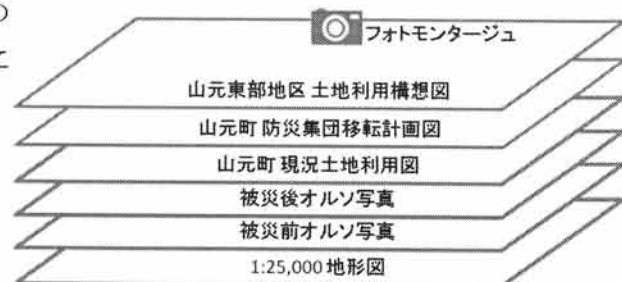 の
と
フォトモンタージュ
山元東部地区 土地利用構想図
山元町 防災集団移転計画図
山元町 現況土地利用図
被災後オルソ写真
被災前オルソ写真
1:25,000 地形図